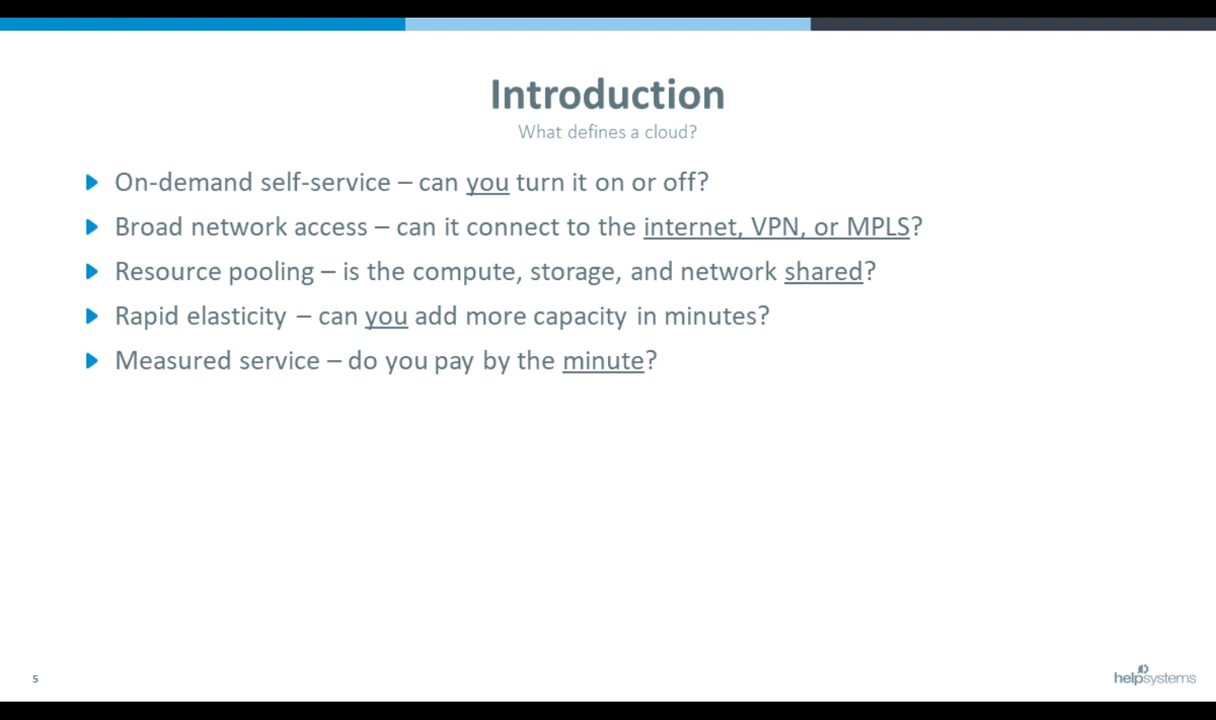 Introduction
What defines a cloud?
On-demand self-service – can you turn it on or off?
Broad network access – can it connect to the internet, VPN, or MPLS?
Resource pooling – is the compute, storage, and network shared?
Rapid elasticity – can you add more capacity in minutes?
Measured service – do you pay by the minute?
5
helpsystems